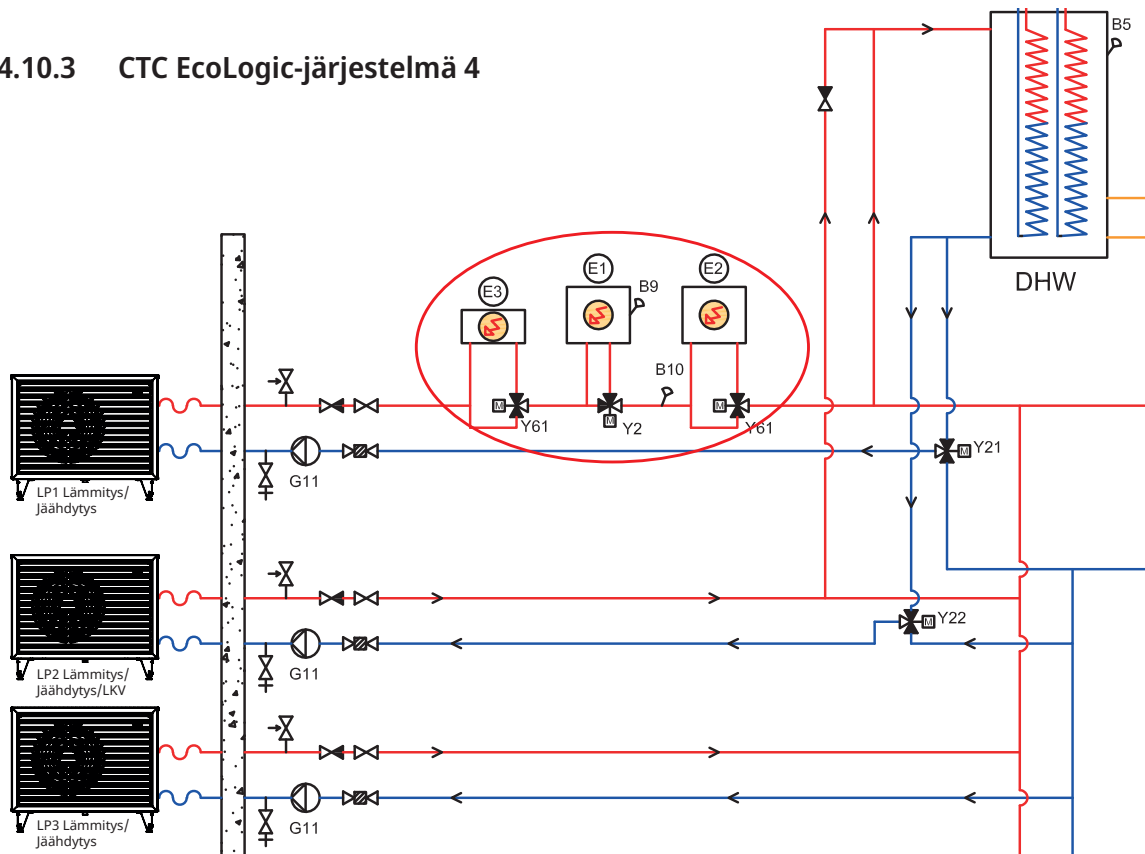 4.10.3 CTC EcoLogic-järjestelmä 4
B5
DHW
E3
E1
E2
B9
B10
M
Y61
M
Y2
M
Y61
LP1 Lämmitys/
Jäähdytys
G11
M
Y21
LP2 Lämmitys/
Jäähdytys/LKV
G11
M
Y22
LP3 Lämmitys/
Jäähdytys
G11